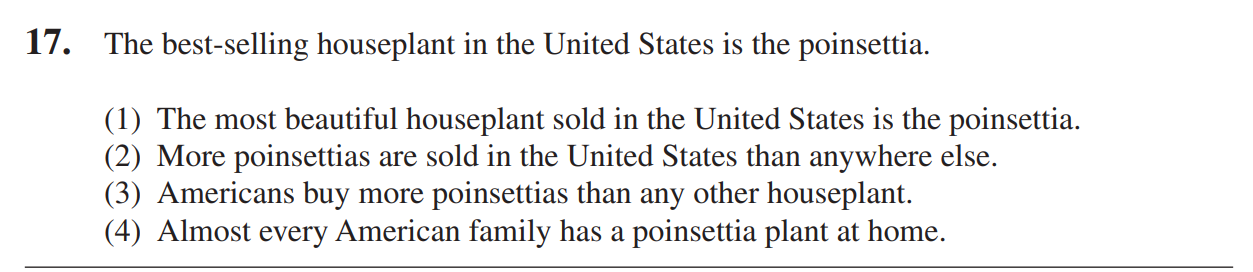 17. The best-selling houseplant in the United States is the poinsettia.
(1) The most beautiful houseplant sold in the United States is the poinsettia.
(2) More poinsettias are sold in the United States than anywhere else.
(3) Americans buy more poinsettias than any other houseplant.
(4) Almost every American family has a poinsettia plant at home.